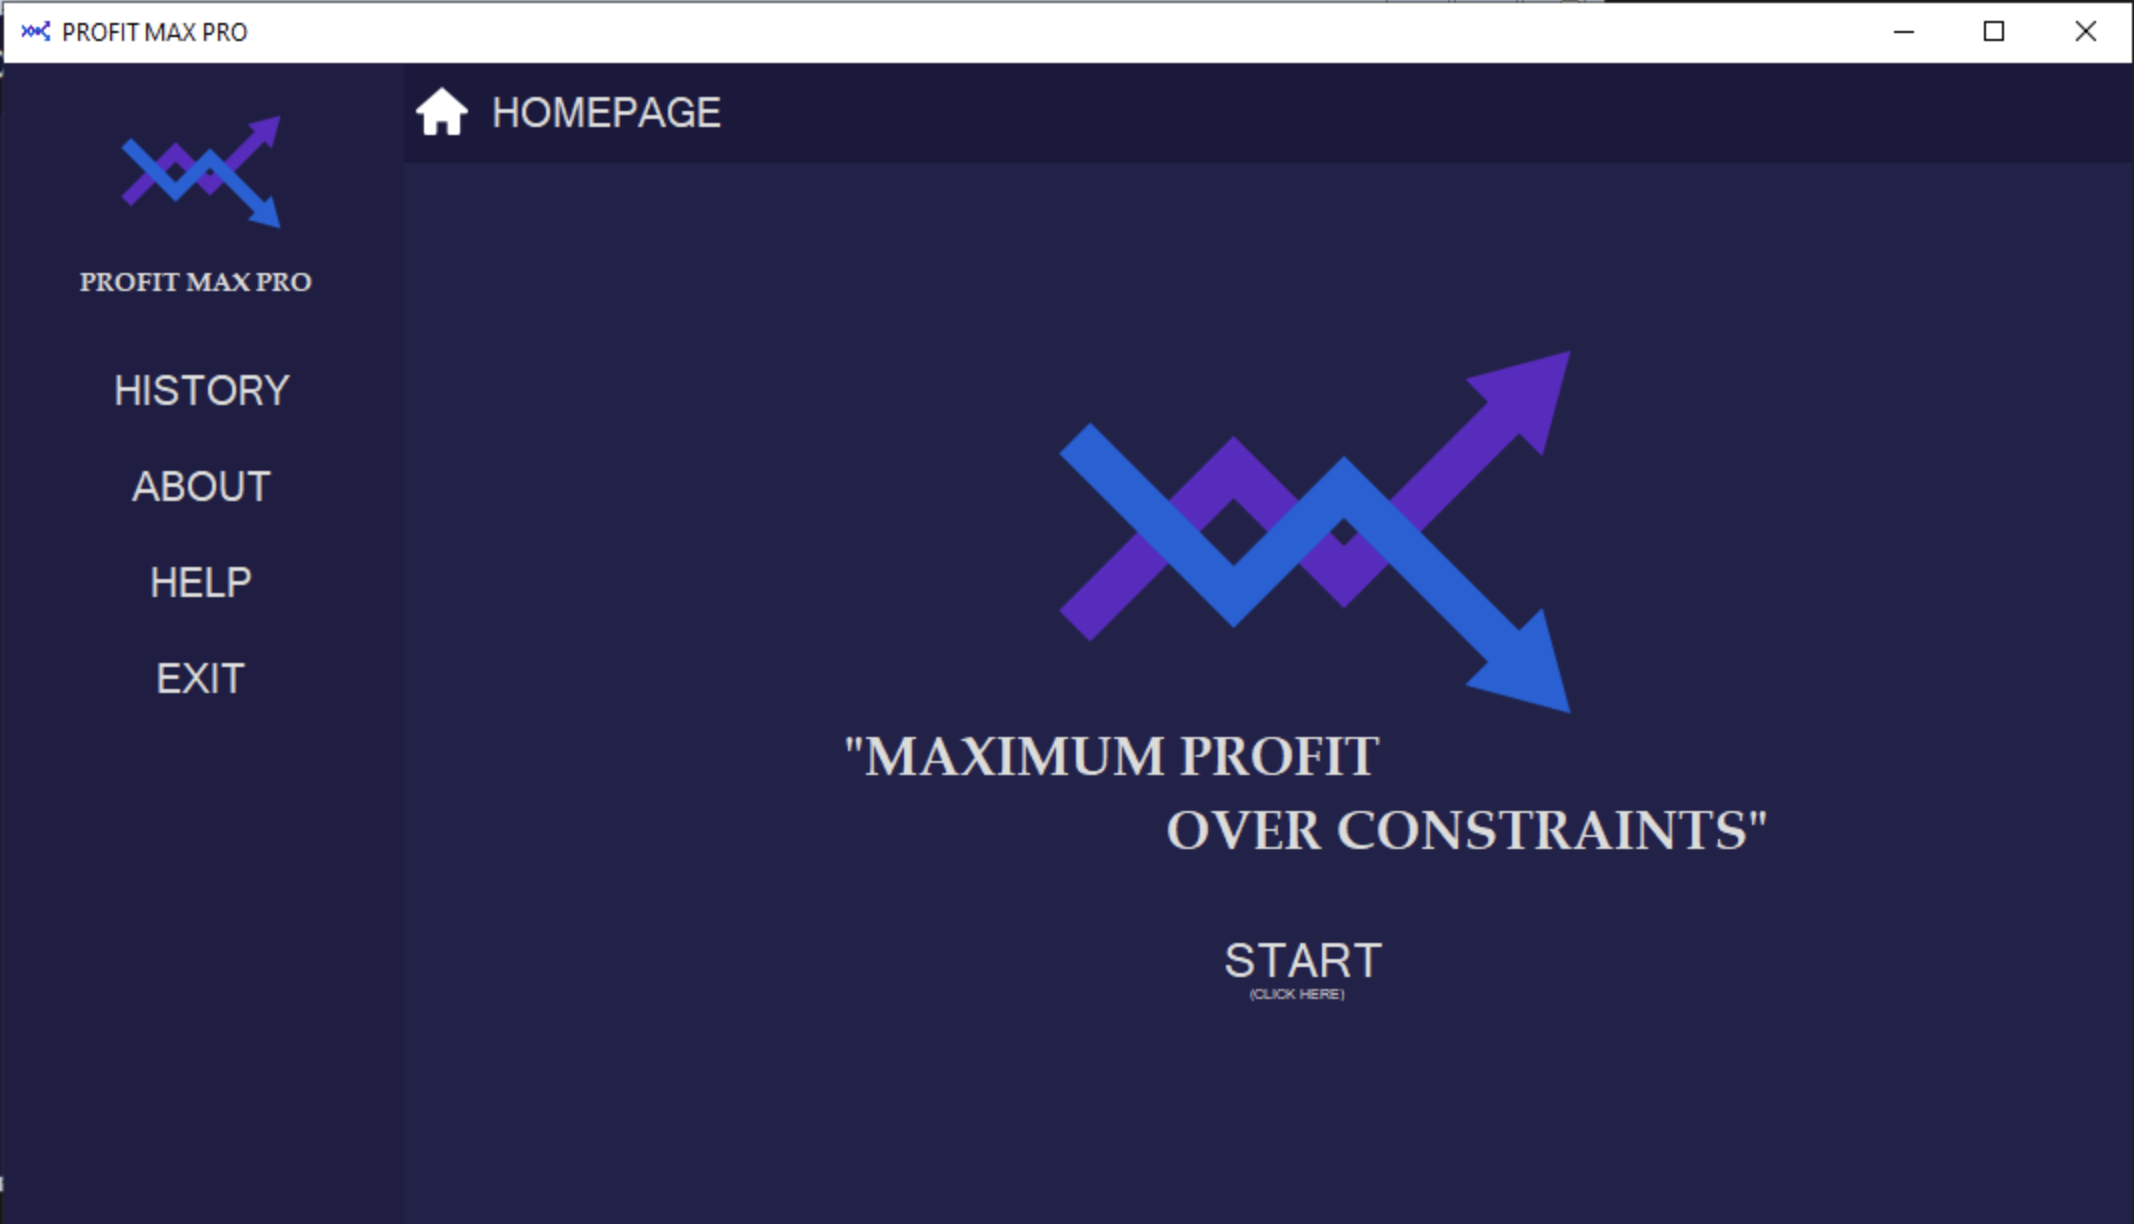 PROFIT MAX PRO
HOMEPAGE
PROFIT MAX PRO
HISTORY
ABOUT
HELP
EXIT
"MAXIMUM PROFIT
OVER CONSTRAINTS"
START
(CLICK HERE)